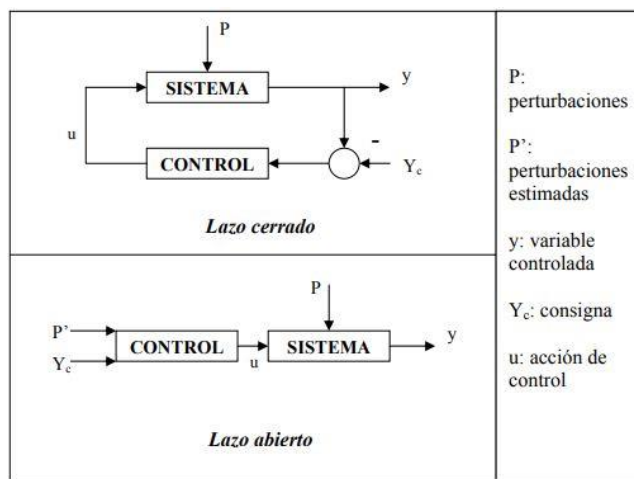 P
SISTEMA
y
u
-
CONTROL
Yc
Lazo cerrado
P
P'
CONTROL
SISTEMA
y
Yc
u
Lazo abierto
P:
perturbaciones
P’:
perturbaciones
estimadas
y: variable
controlada
Yc: consigna
u: acción de
control